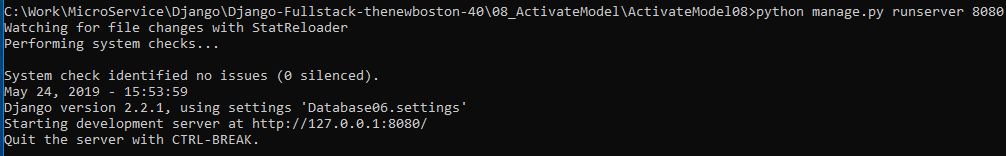 C:\Work\MicroService\Django\Django-Fullstack-thenewboston-40\08_ActivateModel\ActivateModel08>python manage.py runserver 8080
Watching for file changes with StatReloader
Performing system checks...
System check identified no issues (0 silenced).
May 24, 2019 - 15:53:59
Django version 2.2.1, using settings 'Database06.settings'
Starting development server at http://127.0.0.1:8080/
Quit the server with CTRL-BREAK.